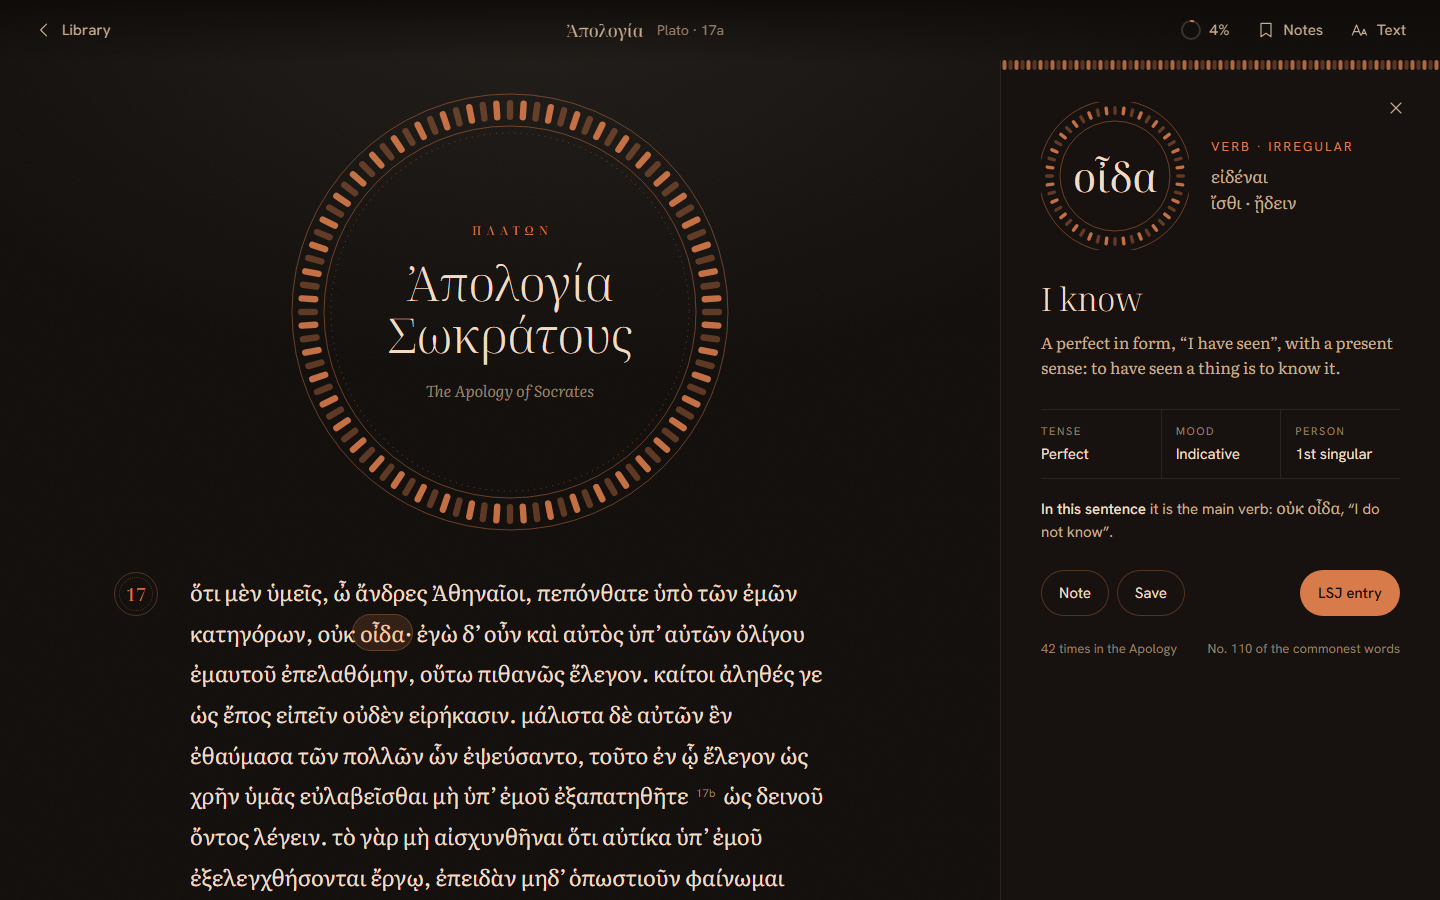 Library
Ἀπολογία Plato · 17a
4% Notes Text
ΠΛΑΤΩΝ
Ἀπολογία
Σωκράτους
The Apology of Socrates
17
ὅτι μὲν ὑμεῖς, ὦ ἄνδρες Ἀθηναῖοι, πεπόνθατε ὑπὸ τῶν ἐμῶν
κατηγόρων, οὐκ οἶδα· ἐγὼ δ’ οὖν καὶ αὐτὸς ὑπ’ αὐτῶν ὀλίγου
ἐμαυτοῦ ἐπελαθόμην, οὕτω πιθανῶς ἔλεγον. καίτοι ἀληθές γε
ὡς ἔπος εἰπεῖν οὐδὲν εἰρήκασιν. μάλιστα δὲ αὐτῶν ἓν
ἐθαύμασα τῶν πολλῶν ὧν ἐψεύσαντο, τοῦτο ἐν ᾧ ἔλεγον ὡς
χρῆν ὑμᾶς εὐλαβεῖσθαι μὴ ὑπ’ ἐμοῦ ἐξαπατηθῆτε 17b ὡς δεινοῦ
ὄντος λέγειν. τὸ γὰρ μὴ αἰσχυνθῆναι ὅτι αὐτίκα ὑπ’ ἐμοῦ
ἐξελεγχθήσονται ἔργῳ, ἐπειδὰν μηδ’ ὁπωστιοῦν φαίνωμαι
οἶδα
VERB · IRREGULAR
εἰδέναι
ἴσθι · ᾔδειν
I know
A perfect in form, “I have seen”, with a present
sense: to have seen a thing is to know it.
TENSE MOOD PERSON
Perfect Indicative 1st singular
In this sentence it is the main verb: οὐκ οἶδα, “I do
not know”.
Note Save LSJ entry
42 times in the Apology No. 110 of the commonest words